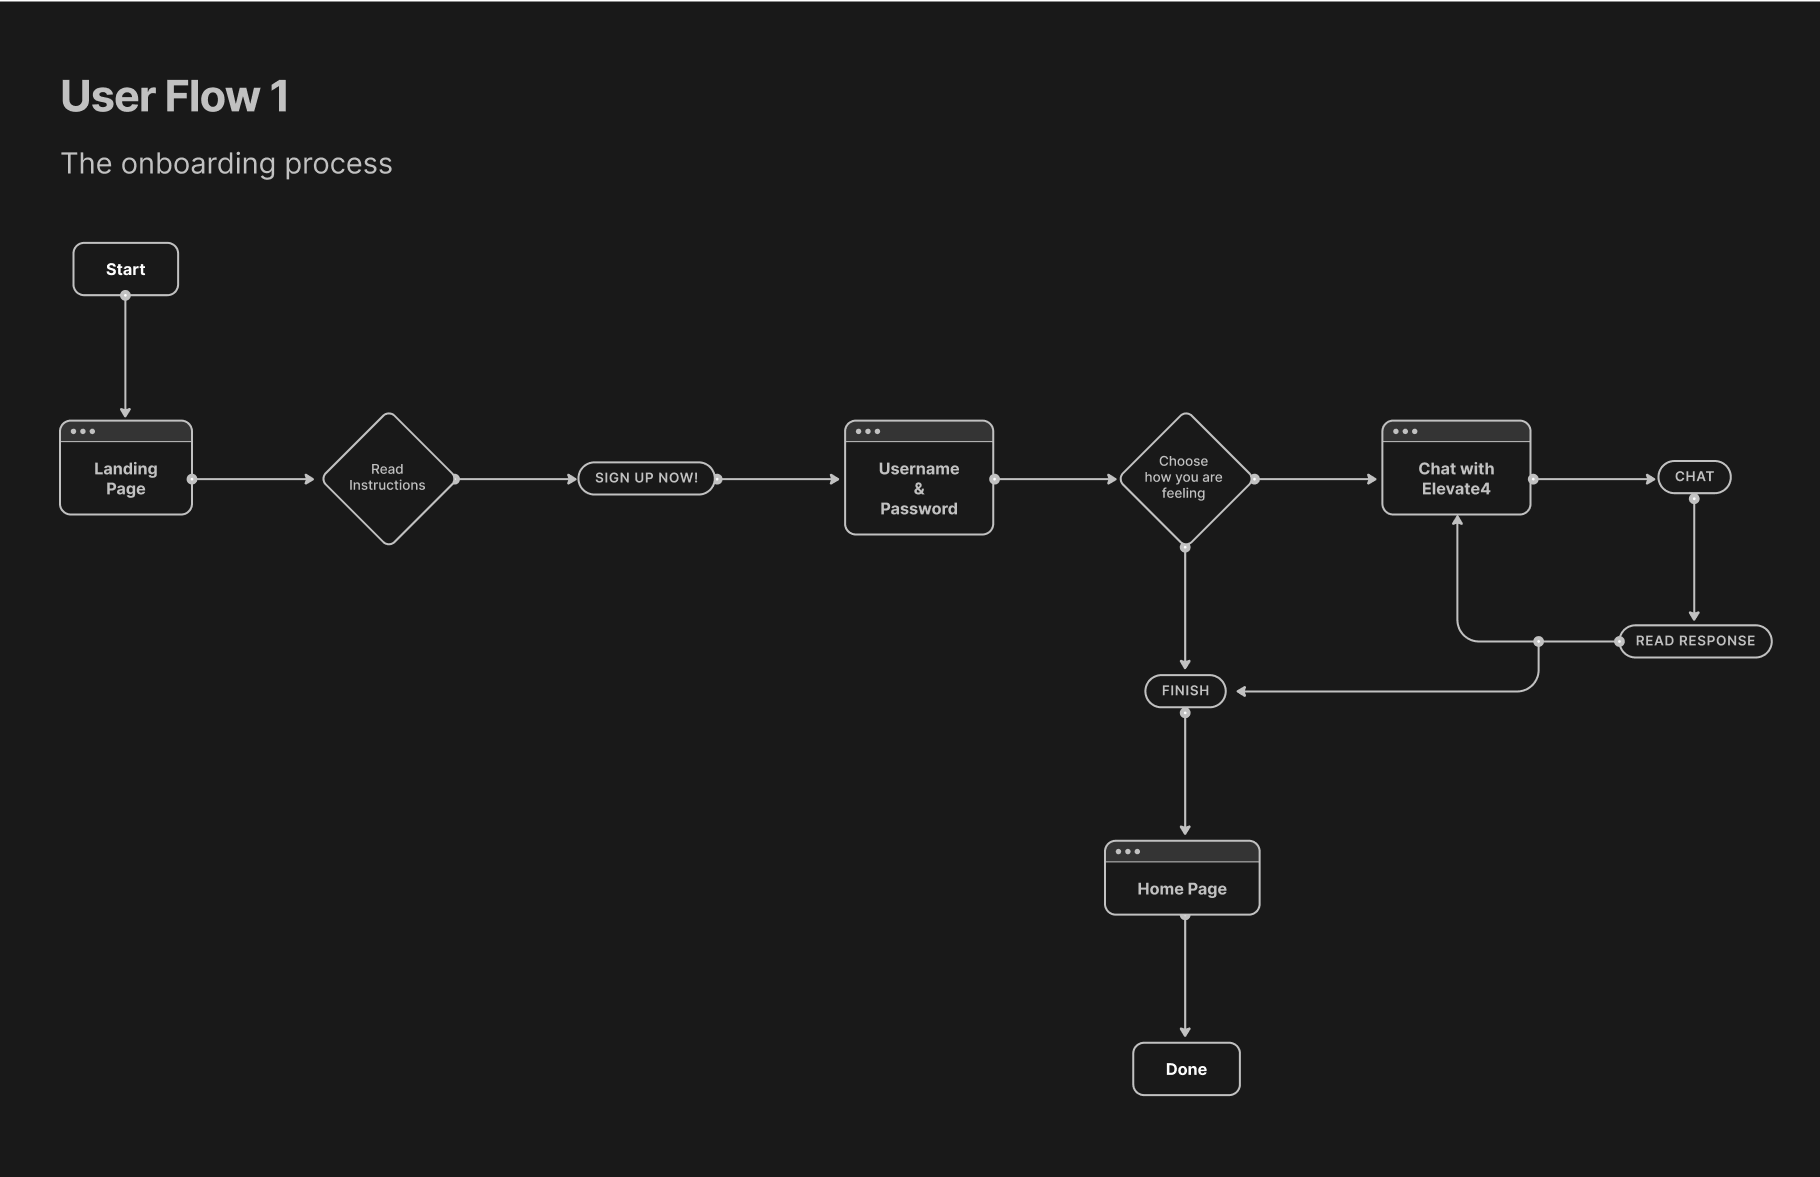 User Flow 1
The onboarding process
Start
Landing
Page
Read
Instructions
SIGN UP NOW!
Username
&
Password
Choose
how you are
feeling
Chat with
Elevate4
CHAT
READ RESPONSE
FINISH
Home Page
Done